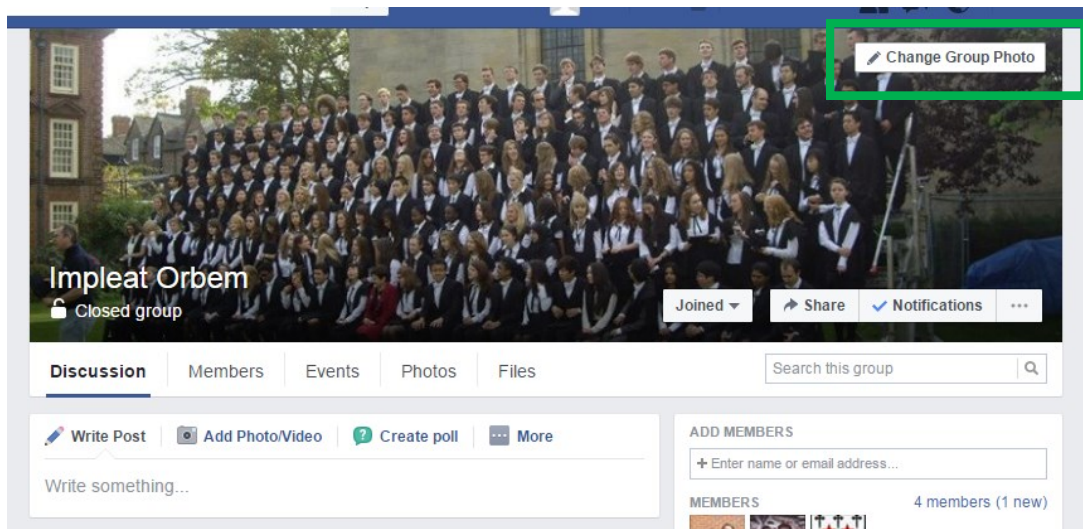 Change Group Photo
Impleat Orbem
Closed group
Joined
Share
Notifications
Discussion
Members
Events
Photos
Files
Search this group
Write Post
Add Photo/Video
Create poll
More
Write something...
ADD MEMBERS
+ Enter name or email address...
MEMBERS
4 members (1 new)